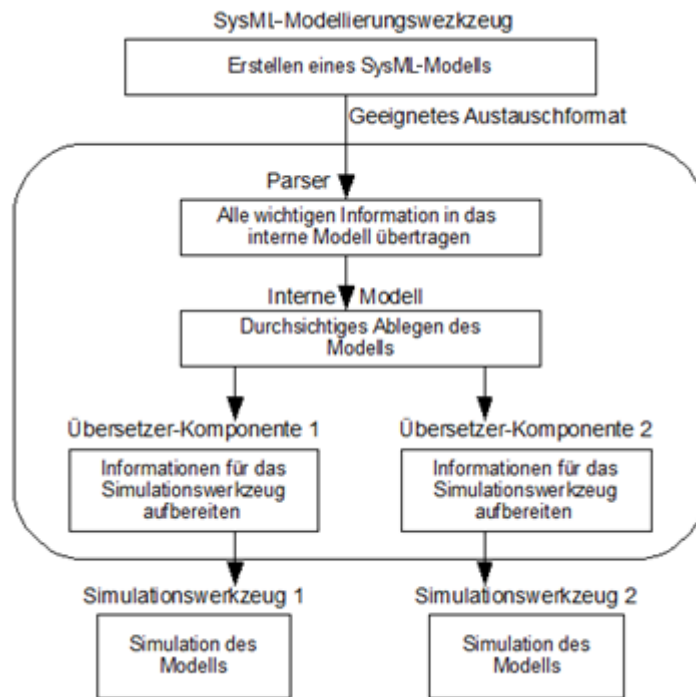 SysML-Modellierungswezkzeug
Erstellen eines SysML-Modells
Geeignetes Austauschformat
Parser
Alle wichtigen Information in das
interne Modell übertragen
Interne Modell
Durchsichtiges Ablegen des
Modells
Übersetzer-Komponente 1
Informationen für das
Simulationswerkzeug
aufbereiten
Übersetzer-Komponente 2
Informationen für das
Simulationswerkzeug
aufbereiten
Simulationswerkzeug 1
Simulation des
Modells
Simulationswerkzeug 2
Simulation des
Modells